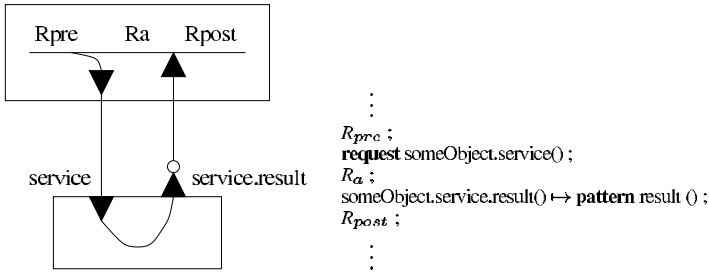 Rpre Ra Rpost
service service.result
⋮
R_pre ;
request someObject.service() ;
R_a ;
someObject.service.result() ↦ pattern result () ;
R_post ;
⋮